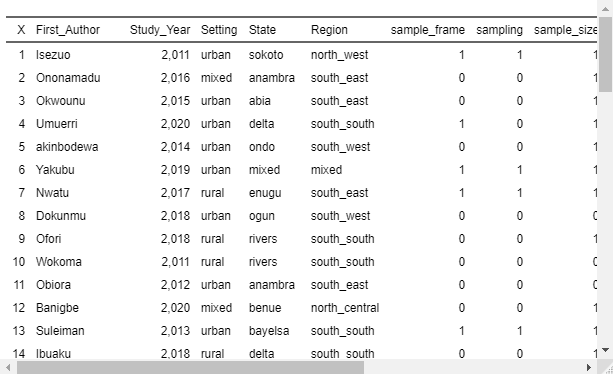 X First_Author Study_Year Setting State Region sample_frame sampling sample_size
1 Isezuo 2,011 urban sokoto north_west 1 1 1
2 Ononamadu 2,016 mixed anambra south_east 0 0 1
3 Okwounu 2,015 urban abia south_east 0 0 1
4 Umuerri 2,020 urban delta south_south 1 0 1
5 akinbodewa 2,014 urban ondo south_west 0 0 1
6 Yakubu 2,019 urban mixed mixed 1 1 1
7 Nwatu 2,017 rural enugu south_east 1 1 1
8 Dokunmu 2,018 urban ogun south_west 0 0 0
9 Ofori 2,018 rural rivers south_south 0 0 1
10 Wokoma 2,011 rural rivers south_south 0 0 0
11 Obiora 2,012 urban anambra south_east 0 0 0
12 Banigbe 2,020 mixed benue north_central 0 0 1
13 Suleiman 2,013 urban bayelsa south_south 1 1 1
14 Ibuaku 2,018 rural delta south_south 0 0 1